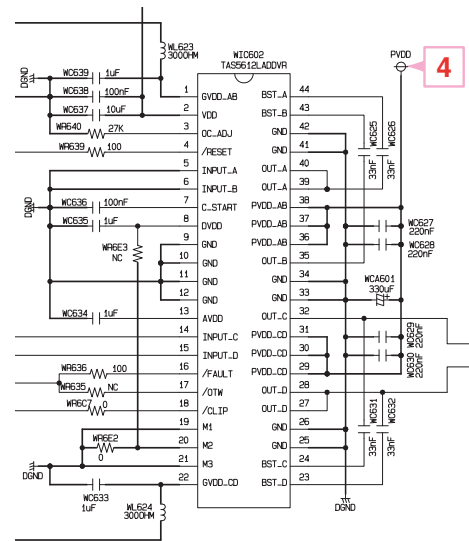 WL623
3000HM
WIC602
TAS5612LADDVR
PVDD
4
DGND
WC639 1uF
WC638 100nF
WC637 10uF
WR640 27K
WR639 100
1 GVDD_AB BST_A 44
2 VDD BST_B 43
3 OC_ADJ GND 42
4 /RESET GND 41
5 INPUT_A OUT_A 40
6 INPUT_B OUT_A 39
7 C_START PVDD_AB 38
8 DVDD PVDD_AB 37
9 GND PVDD_AB 36
10 GND OUT_B 35
11 GND GND 34
12 GND GND 33
13 AVDD OUT_C 32
14 INPUT_C PVDD_CD 31
15 INPUT_D PVDD_CD 30
16 /FAULT PVDD_CD 29
17 /OTW OUT_D 28
18 /CLIP OUT_D 27
19 M1 GND 26
20 M2 GND 25
21 M3 BST_C 24
22 GVDD_CD BST_D 23
WC625
33nF
WC626
33nF
DGND
WC636 100nF
WC635 1uF
WR6E3
NC
WC627
220nF
WC628
220nF
WCA601
330uF
WC634 1uF
WC629
220nF
WC630
220nF
WR636 100
WR635 NC
WR6C7 0
WR6E2
0
WC631
33nF
WC632
33nF
DGND
WC633
1uF
WL624
3000HM
DGND